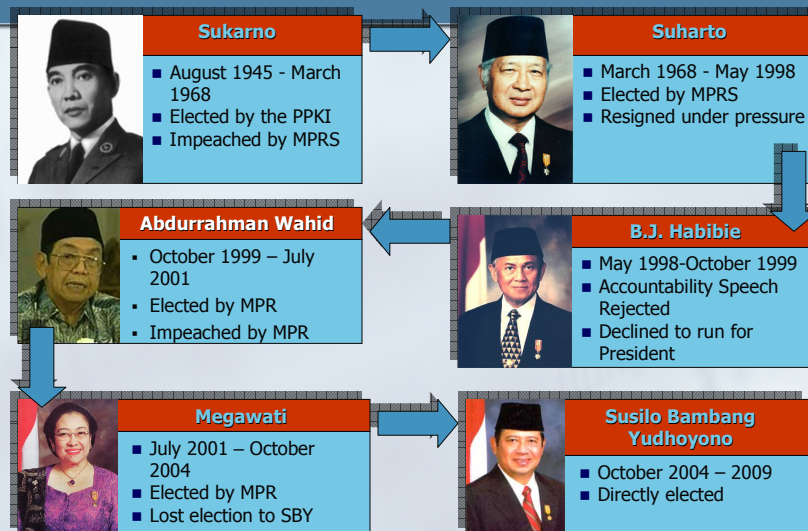 Sukarno
■ August 1945 - March
1968
■ Elected by the PPKI
■ Impeached by MPRS
Suharto
■ March 1968 - May 1998
■ Elected by MPRS
■ Resigned under pressure
B.J. Habibie
■ May 1998-October 1999
■ Accountability Speech
Rejected
■ Declined to run for
President
Abdurrahman Wahid
▪ October 1999 – July
2001
▪ Elected by MPR
▪ Impeached by MPR
Megawati
■ July 2001 – October
2004
■ Elected by MPR
■ Lost election to SBY
Susilo Bambang
Yudhoyono
■ October 2004 – 2009
■ Directly elected